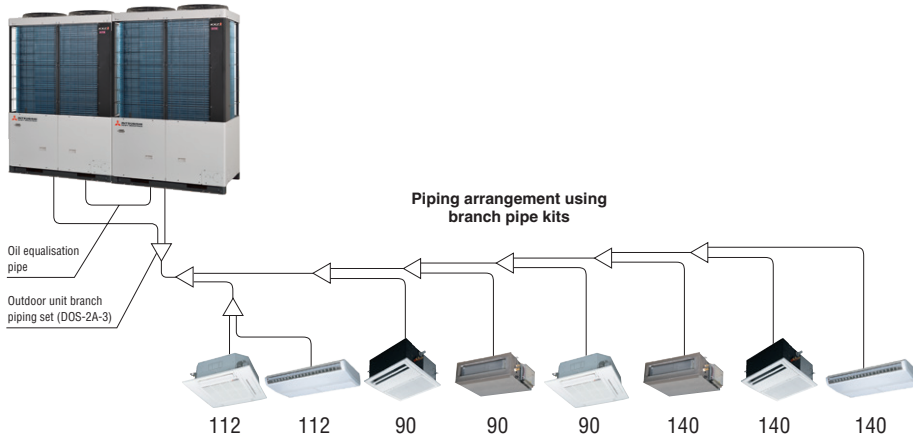 Piping arrangement using
branch pipe kits
Oil equalisation
pipe
Outdoor unit branch
piping set (DOS-2A-3)
112 112 90 90 90 140 140 140